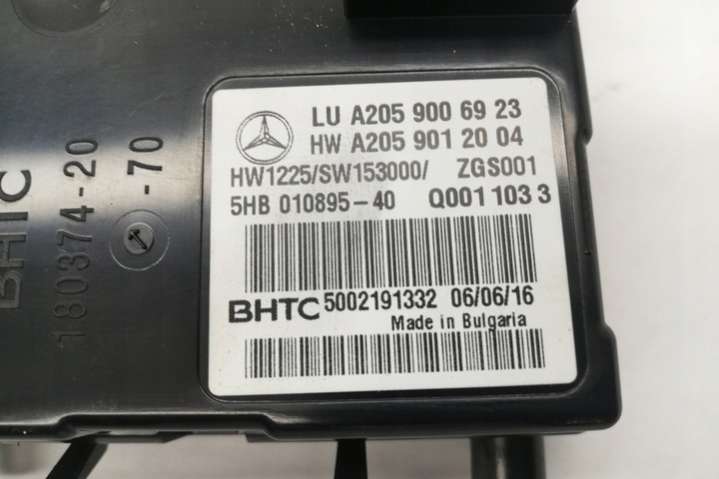 LU A205 900 69 23
HW A205 901 20 04
HW1225/SW153000/ ZGS001
5HB 010895-40 Q001 103 3
BHTC 5002191332 06/06/16
Made in Bulgaria
BHTC
180374-20
-70